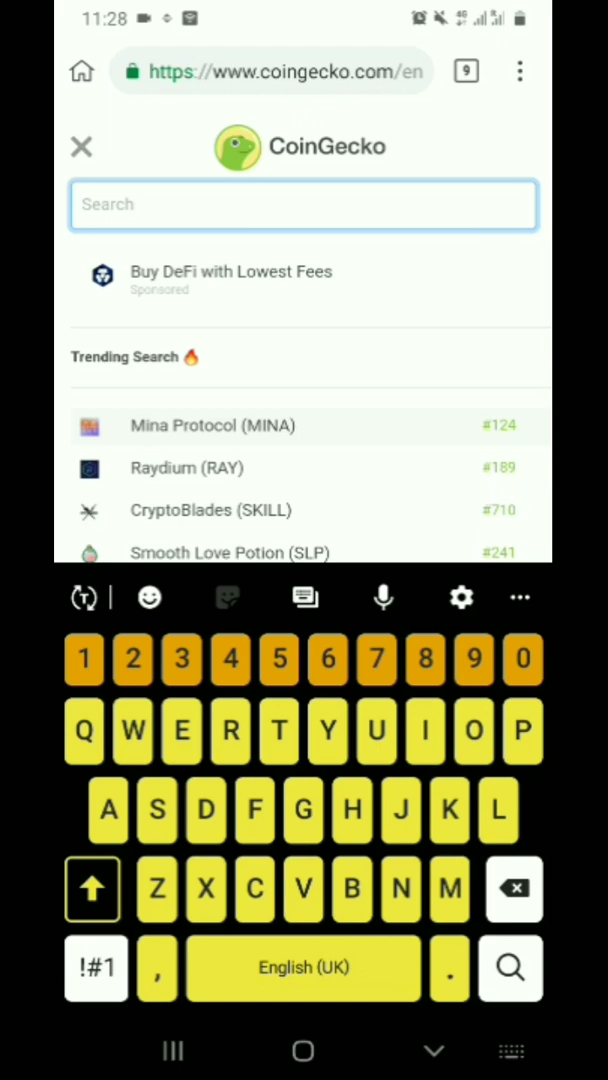 11:28
https://www.coingecko.com/en
9
CoinGecko
Search
Buy DeFi with Lowest Fees
Sponsored
Trending Search 🔥
Mina Protocol (MINA) #124
Raydium (RAY) #189
CryptoBlades (SKILL) #710
Smooth Love Potion (SLP) #241
1 2 3 4 5 6 7 8 9 0
Q W E R T Y U I O P
A S D F G H J K L
Z X C V B N M
!#1 , English (UK) .